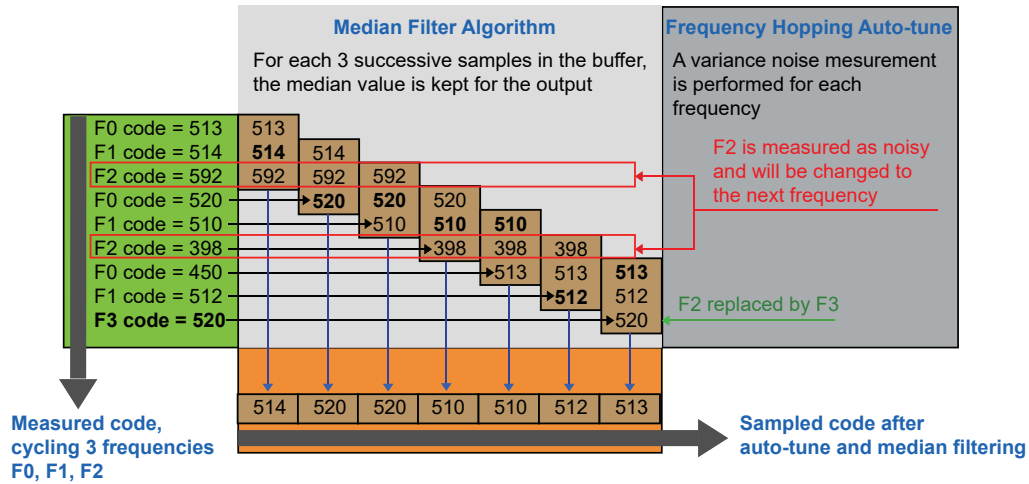 Median Filter Algorithm
For each 3 successive samples in the buffer,
the median value is kept for the output
Frequency Hopping Auto-tune
A variance noise mesurement
is performed for each
frequency
F2 is measured as noisy
and will be changed to
the next frequency
F2 replaced by F3
F0 code = 513
F1 code = 514
F2 code = 592
F0 code = 520
F1 code = 510
F2 code = 398
F0 code = 450
F1 code = 512
F3 code = 520
513
514 514
592 592 592
520 520 520
510 510 510
398 398 398
513 513 513
512 512
520
514 520 520 510 510 512 513
Measured code,
cycling 3 frequencies
F0, F1, F2
Sampled code after
auto-tune and median filtering